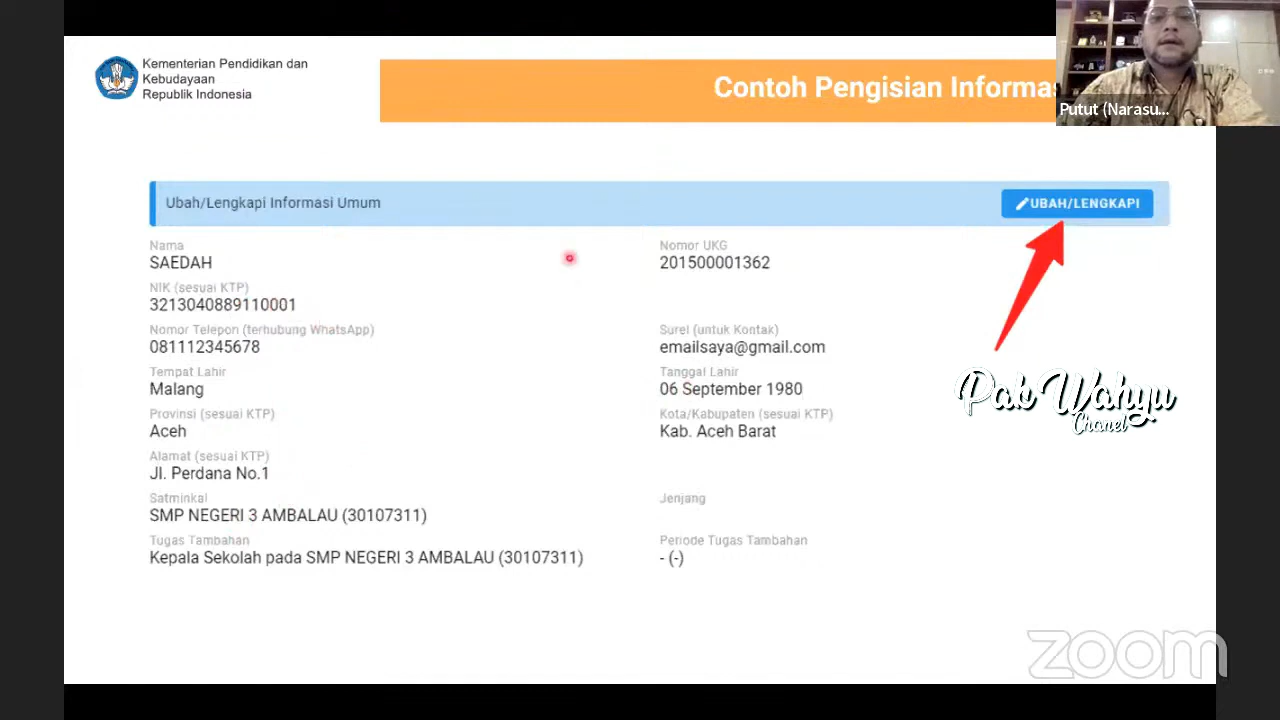 Kementerian Pendidikan dan
Kebudayaan
Republik Indonesia
Contoh Pengisian Informas
Putut (Narasu...
Ubah/Lengkapi Informasi Umum
UBAH/LENGKAPI
Nama
SAEDAH
Nomor UKG
201500001362
NIK (sesuai KTP)
3213040889110001
Nomor Telepon (terhubung WhatsApp)
081112345678
Surel (untuk Kontak)
emailsaya@gmail.com
Tempat Lahir
Malang
Tanggal Lahir
06 September 1980
Provinsi (sesuai KTP)
Aceh
Kota/Kabupaten (sesuai KTP)
Kab. Aceh Barat
Alamat (sesuai KTP)
Jl. Perdana No.1
Satminkal
SMP NEGERI 3 AMBALAU (30107311)
Jenjang
Tugas Tambahan
Kepala Sekolah pada SMP NEGERI 3 AMBALAU (30107311)
Periode Tugas Tambahan
- (-)
Pak Wahyu
Chanel
zoom